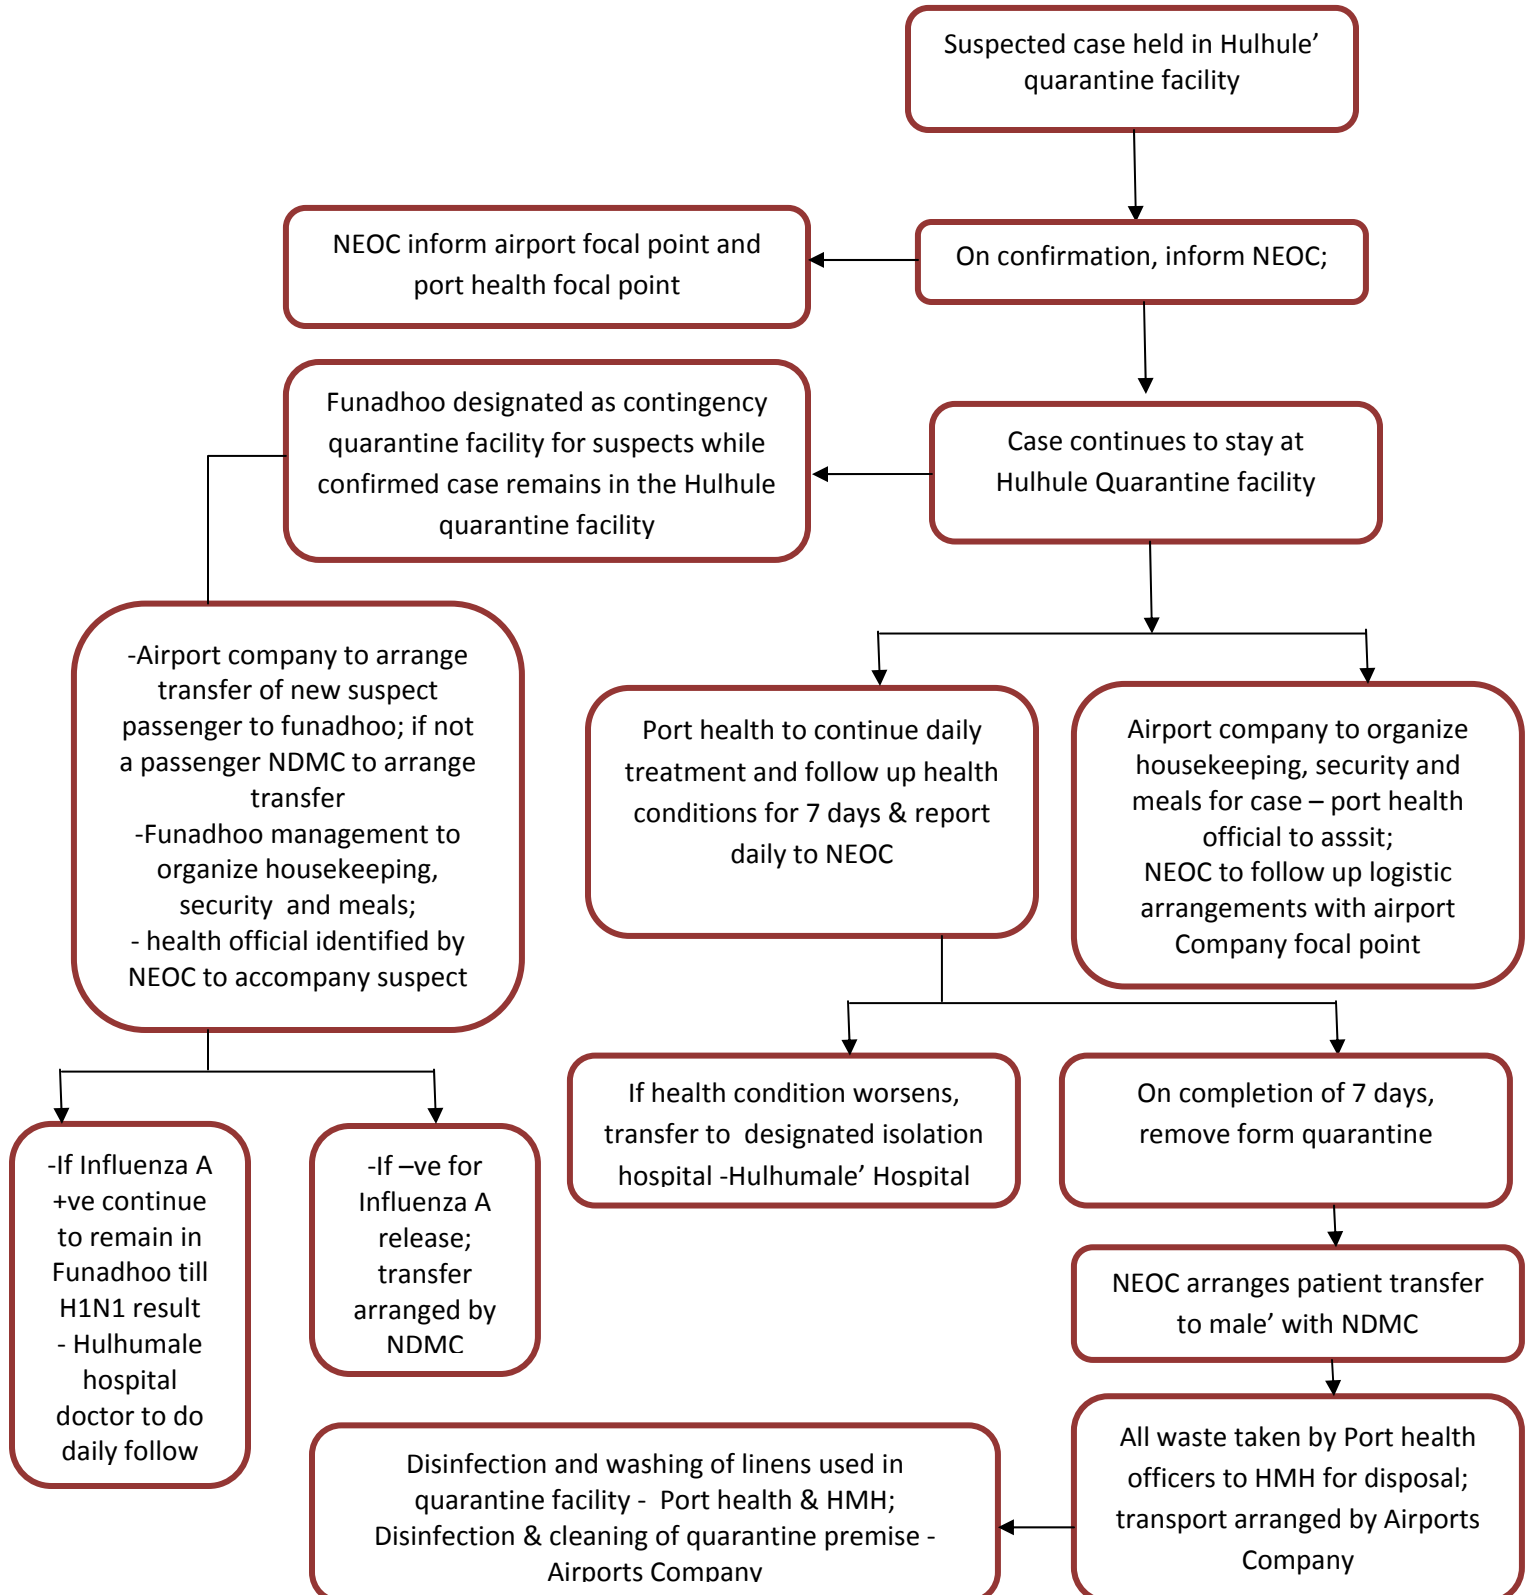 Suspected case held in Hulhule’
quarantine facility
NEOC inform airport focal point and
port health focal point
On confirmation, inform NEOC;
Funadhoo designated as contingency
quarantine facility for suspects while
confirmed case remains in the Hulhule
quarantine facility
Case continues to stay at
Hulhule Quarantine facility
-Airport company to arrange
transfer of new suspect
passenger to funadhoo; if not
a passenger NDMC to arrange
transfer
-Funadhoo management to
organize housekeeping,
security  and meals;
- health official identified by
NEOC to accompany suspect
Port health to continue daily
treatment and follow up health
conditions for 7 days & report
daily to NEOC
Airport company to organize
housekeeping, security and
meals for case – port health
official to asssit;
NEOC to follow up logistic
arrangements with airport
Company focal point
If health condition worsens,
transfer to  designated isolation
hospital -Hulhumale’ Hospital
On completion of 7 days,
remove form quarantine
-If Influenza A
+ve continue
to remain in
Funadhoo till
H1N1 result
- Hulhumale
hospital
doctor to do
daily follow
-If –ve for
Influenza A
release;
transfer
arranged by
NDMC
NEOC arranges patient transfer
to male’ with NDMC
All waste taken by Port health
officers to HMH for disposal;
transport arranged by Airports
Company
Disinfection and washing of linens used in
quarantine facility -  Port health & HMH;
Disinfection & cleaning of quarantine premise -
Airports Company